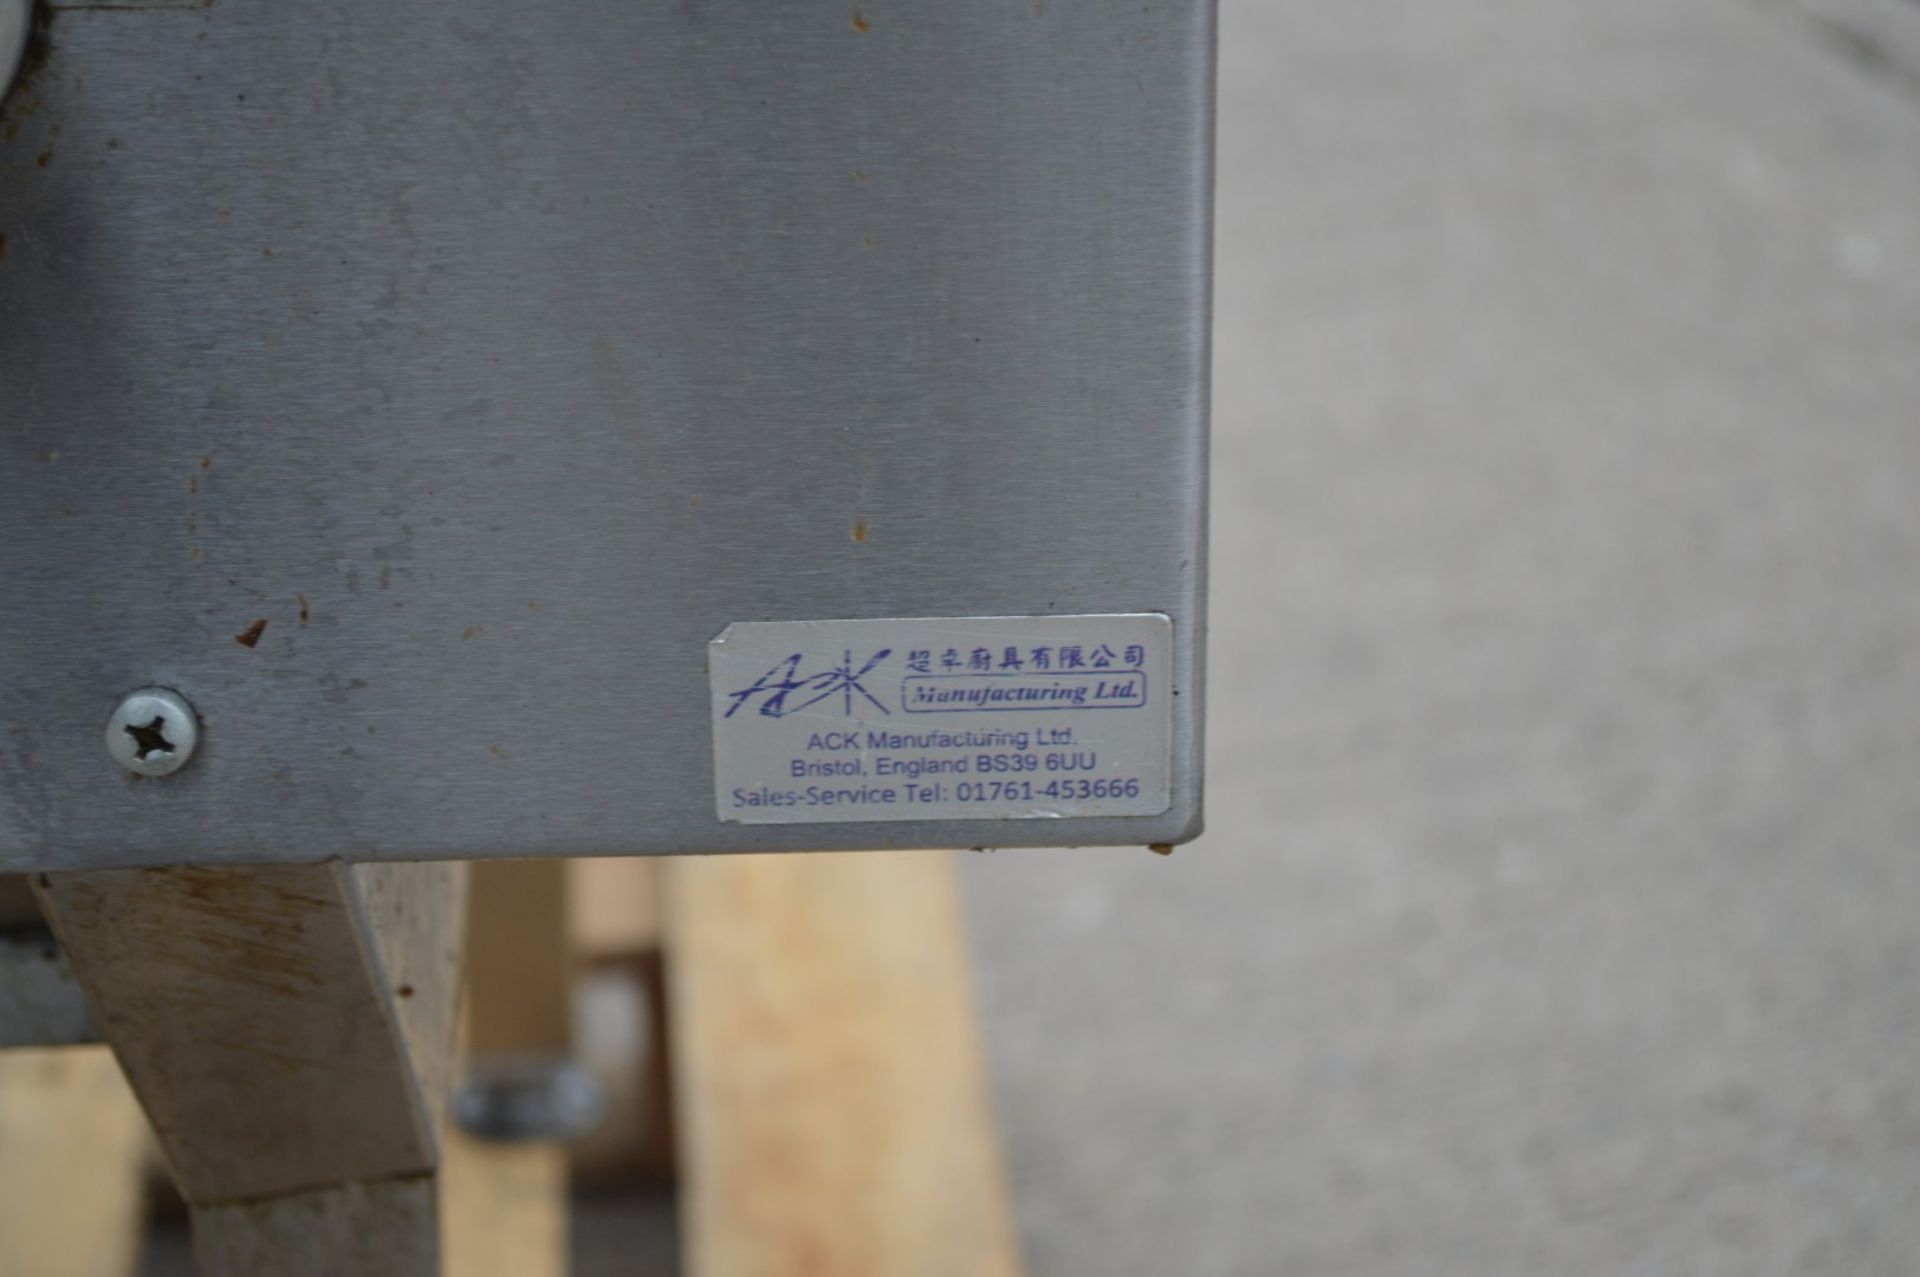 ACK 超卓廚具有限公司
Manufacturing Ltd.
ACK Manufacturing Ltd.
Bristol, England BS39 6UU
Sales-Service Tel: 01761-453666